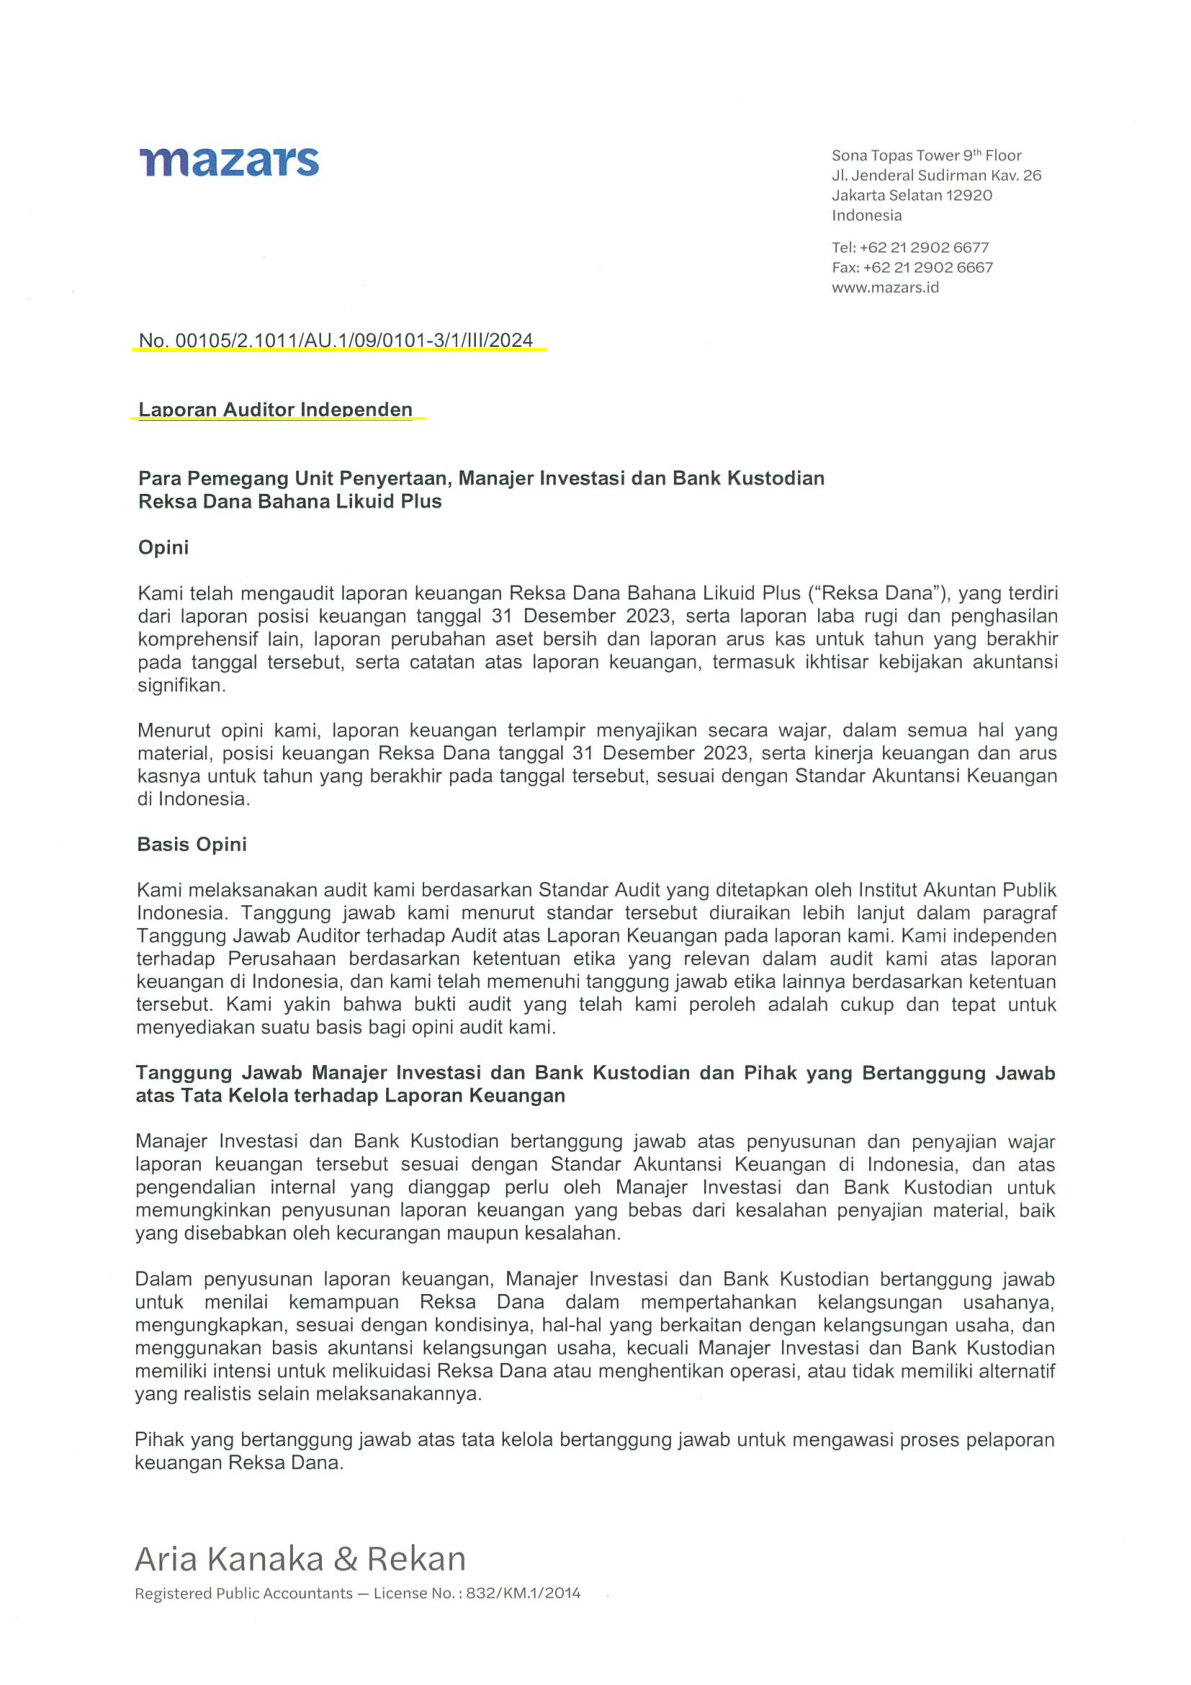 mazars
Sona Topas Tower 9th Floor
Jl. Jenderal Sudirman Kav. 26
Jakarta Selatan 12920
Indonesia
Tel: +62 21 2902 6677
Fax: +62 21 2902 6667
www.mazars.id
No. 00105/2.1011/AU.1/09/0101-3/1/III/2024
Laporan Auditor Independen
Para Pemegang Unit Penyertaan, Manajer Investasi dan Bank Kustodian
Reksa Dana Bahana Likuid Plus
Opini
Kami telah mengaudit laporan keuangan Reksa Dana Bahana Likuid Plus (“Reksa Dana”), yang terdiri
dari laporan posisi keuangan tanggal 31 Desember 2023, serta laporan laba rugi dan penghasilan
komprehensif lain, laporan perubahan aset bersih dan laporan arus kas untuk tahun yang berakhir
pada tanggal tersebut, serta catatan atas laporan keuangan, termasuk ikhtisar kebijakan akuntansi
signifikan.
Menurut opini kami, laporan keuangan terlampir menyajikan secara wajar, dalam semua hal yang
material, posisi keuangan Reksa Dana tanggal 31 Desember 2023, serta kinerja keuangan dan arus
kasnya untuk tahun yang berakhir pada tanggal tersebut, sesuai dengan Standar Akuntansi Keuangan
di Indonesia.
Basis Opini
Kami melaksanakan audit kami berdasarkan Standar Audit yang ditetapkan oleh Institut Akuntan Publik
Indonesia. Tanggung jawab kami menurut standar tersebut diuraikan lebih lanjut dalam paragraf
Tanggung Jawab Auditor terhadap Audit atas Laporan Keuangan pada laporan kami. Kami independen
terhadap Perusahaan berdasarkan ketentuan etika yang relevan dalam audit kami atas laporan
keuangan di Indonesia, dan kami telah memenuhi tanggung jawab etika lainnya berdasarkan ketentuan
tersebut. Kami yakin bahwa bukti audit yang telah kami peroleh adalah cukup dan tepat untuk
menyediakan suatu basis bagi opini audit kami.
Tanggung Jawab Manajer Investasi dan Bank Kustodian dan Pihak yang Bertanggung Jawab
atas Tata Kelola terhadap Laporan Keuangan
Manajer Investasi dan Bank Kustodian bertanggung jawab atas penyusunan dan penyajian wajar
laporan keuangan tersebut sesuai dengan Standar Akuntansi Keuangan di Indonesia, dan atas
pengendalian internal yang dianggap perlu oleh Manajer Investasi dan Bank Kustodian untuk
memungkinkan penyusunan laporan keuangan yang bebas dari kesalahan penyajian material, baik
yang disebabkan oleh kecurangan maupun kesalahan.
Dalam penyusunan laporan keuangan, Manajer Investasi dan Bank Kustodian bertanggung jawab
untuk menilai kemampuan Reksa Dana dalam mempertahankan kelangsungan usahanya,
mengungkapkan, sesuai dengan kondisinya, hal-hal yang berkaitan dengan kelangsungan usaha, dan
menggunakan basis akuntansi kelangsungan usaha, kecuali Manajer Investasi dan Bank Kustodian
memiliki intensi untuk melikuidasi Reksa Dana atau menghentikan operasi, atau tidak memiliki alternatif
yang realistis selain melaksanakannya.
Pihak yang bertanggung jawab atas tata kelola bertanggung jawab untuk mengawasi proses pelaporan
keuangan Reksa Dana.
Aria Kanaka & Rekan
Registered Public Accountants — License No. : 832/KM.1/2014